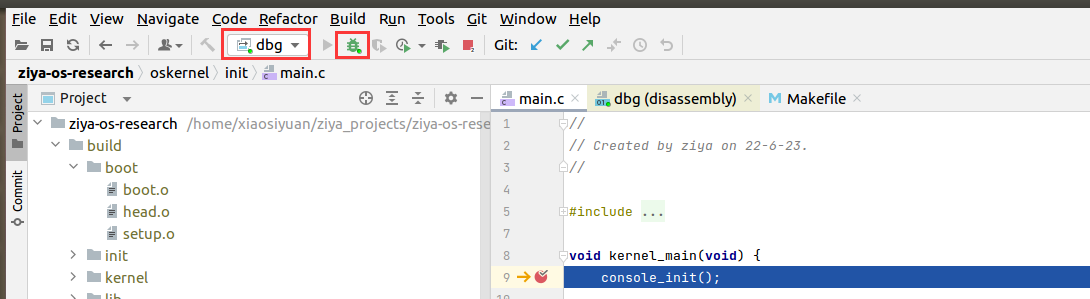 File Edit View Navigate Code Refactor Build Run Tools Git Window Help
dbg Git:
ziya-os-research oskernel init main.c
Project
Commit
Project
ziya-os-research /home/xiaosiyuan/ziya_projects/ziya-os-rese
build
boot
boot.o
head.o
setup.o
init
kernel
main.c dbg (disassembly) Makefile
1 //
2 // Created by ziya on 22-6-23.
3 //
4
5 #include ...
7
8 void kernel_main(void) {
9 console_init();